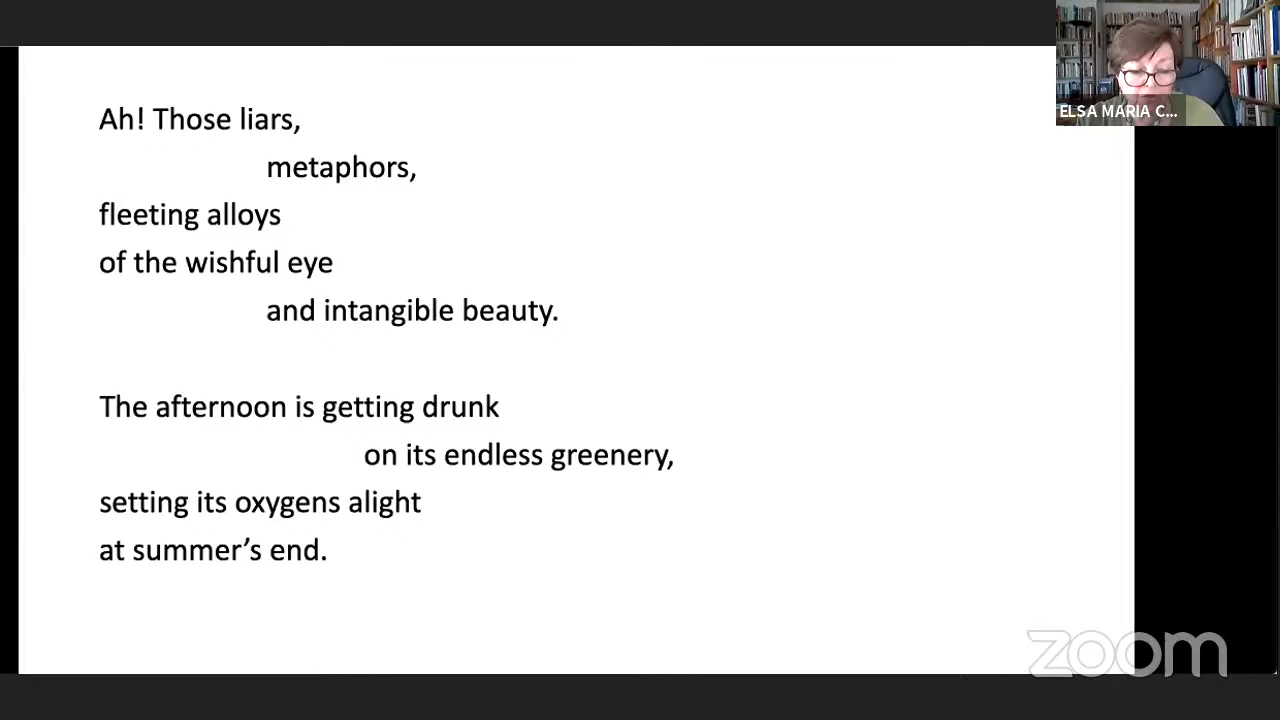 Ah! Those liars,
metaphors,
fleeting alloys
of the wishful eye
and intangible beauty.
The afternoon is getting drunk
on its endless greenery,
setting its oxygens alight
at summer’s end.
ELSA MARIA C...
zoom